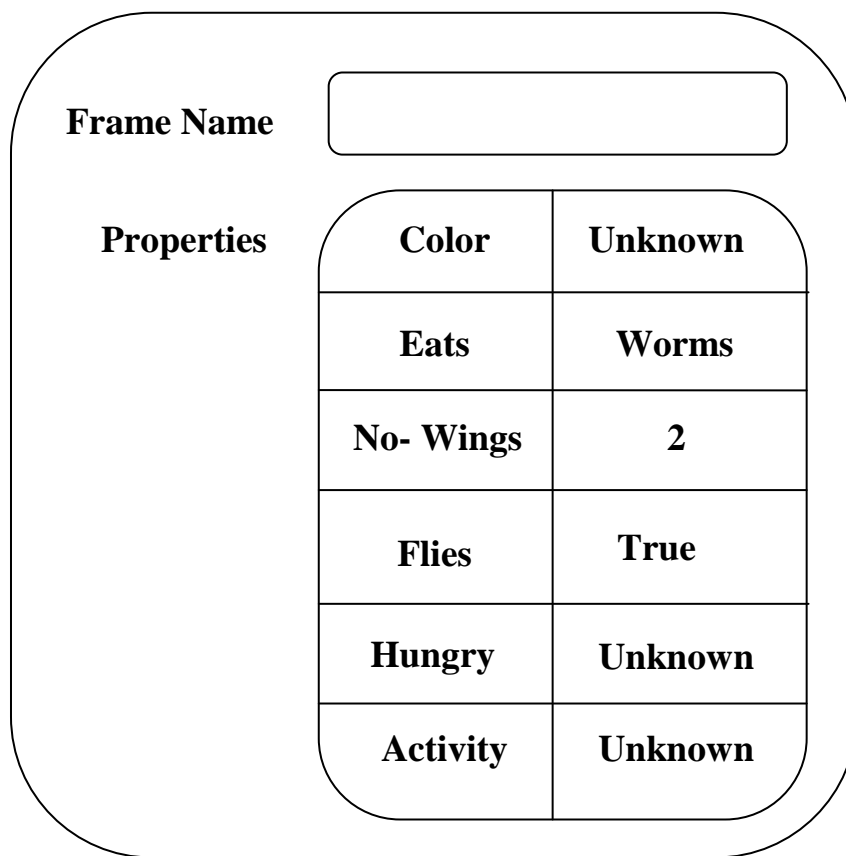 Frame Name
Properties
Color Unknown
Eats Worms
No- Wings 2
Flies True
Hungry Unknown
Activity Unknown